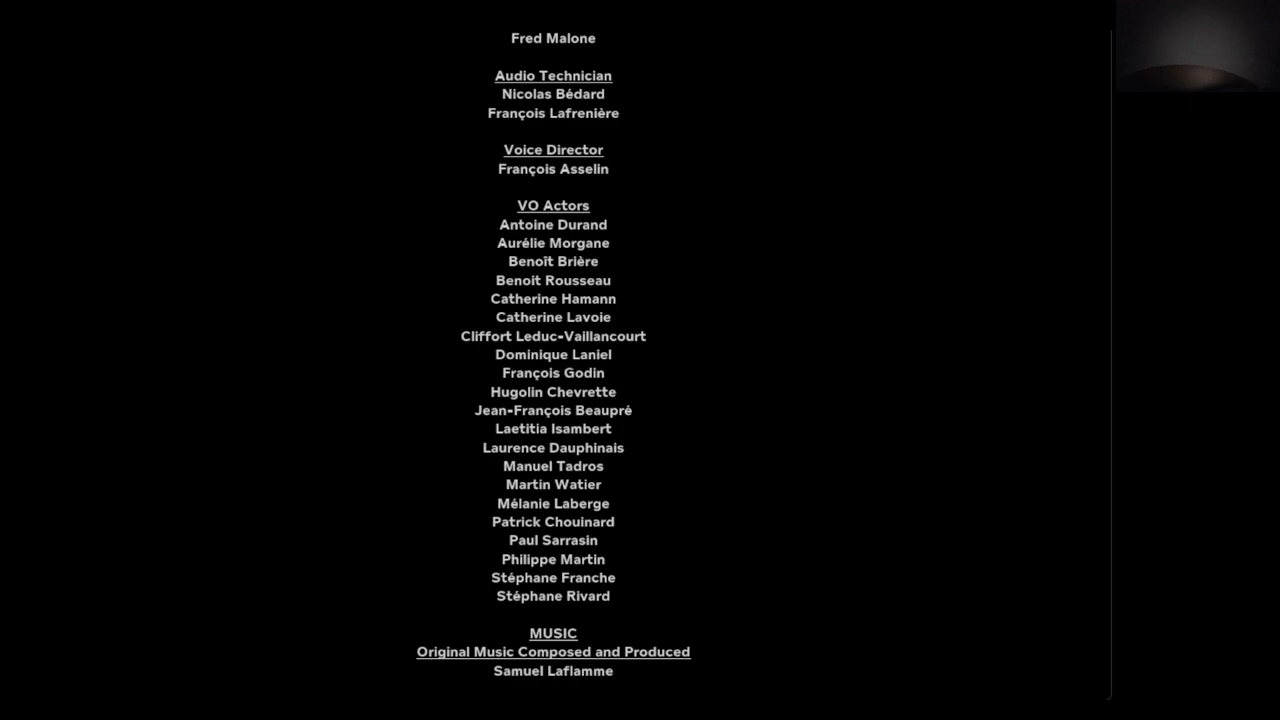 Fred Malone
Audio Technician
Nicolas Bédard
François Lafrenière
Voice Director
François Asselin
VO Actors
Antoine Durand
Aurélie Morgane
Benoît Brière
Benoit Rousseau
Catherine Hamann
Catherine Lavoie
Cliffort Leduc-Vaillancourt
Dominique Laniel
François Godin
Hugolin Chevrette
Jean-François Beaupré
Laetitia Isambert
Laurence Dauphinais
Manuel Tadros
Martin Watier
Mélanie Laberge
Patrick Chouinard
Paul Sarrasin
Philippe Martin
Stéphane Franche
Stéphane Rivard
MUSIC
Original Music Composed and Produced
Samuel Laflamme